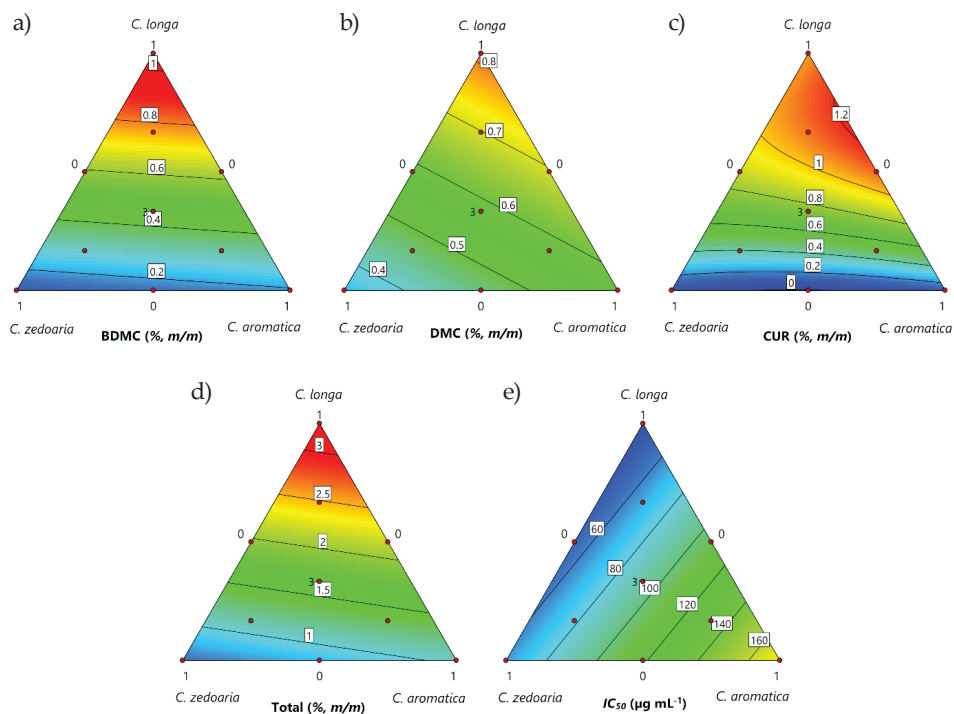 a)
C. longa
1
1
0.8
0
0.6
0
3
0.4
0.2
1
0
1
C. zedoaria
C. aromatica
BDMC (%, m/m)
b)
C. longa
1
0.8
0.7
0
0
0.6
3
0.5
0.4
1
0
1
C. zedoaria
C. aromatica
DMC (%, m/m)
c)
C. longa
1
1.2
0
1
0
0.8
3
0.6
0.4
0.2
0
1
0
1
C. zedoaria
C. aromatica
CUR (%, m/m)
d)
C. longa
1
3
2.5
0
2
0
3
1.5
1
1
0
1
C. zedoaria
C. aromatica
Total (%, m/m)
e)
C. longa
1
60
0
0
80
3
100
120
140
160
1
0
1
C. zedoaria
C. aromatica
IC50 (µg mL⁻¹)